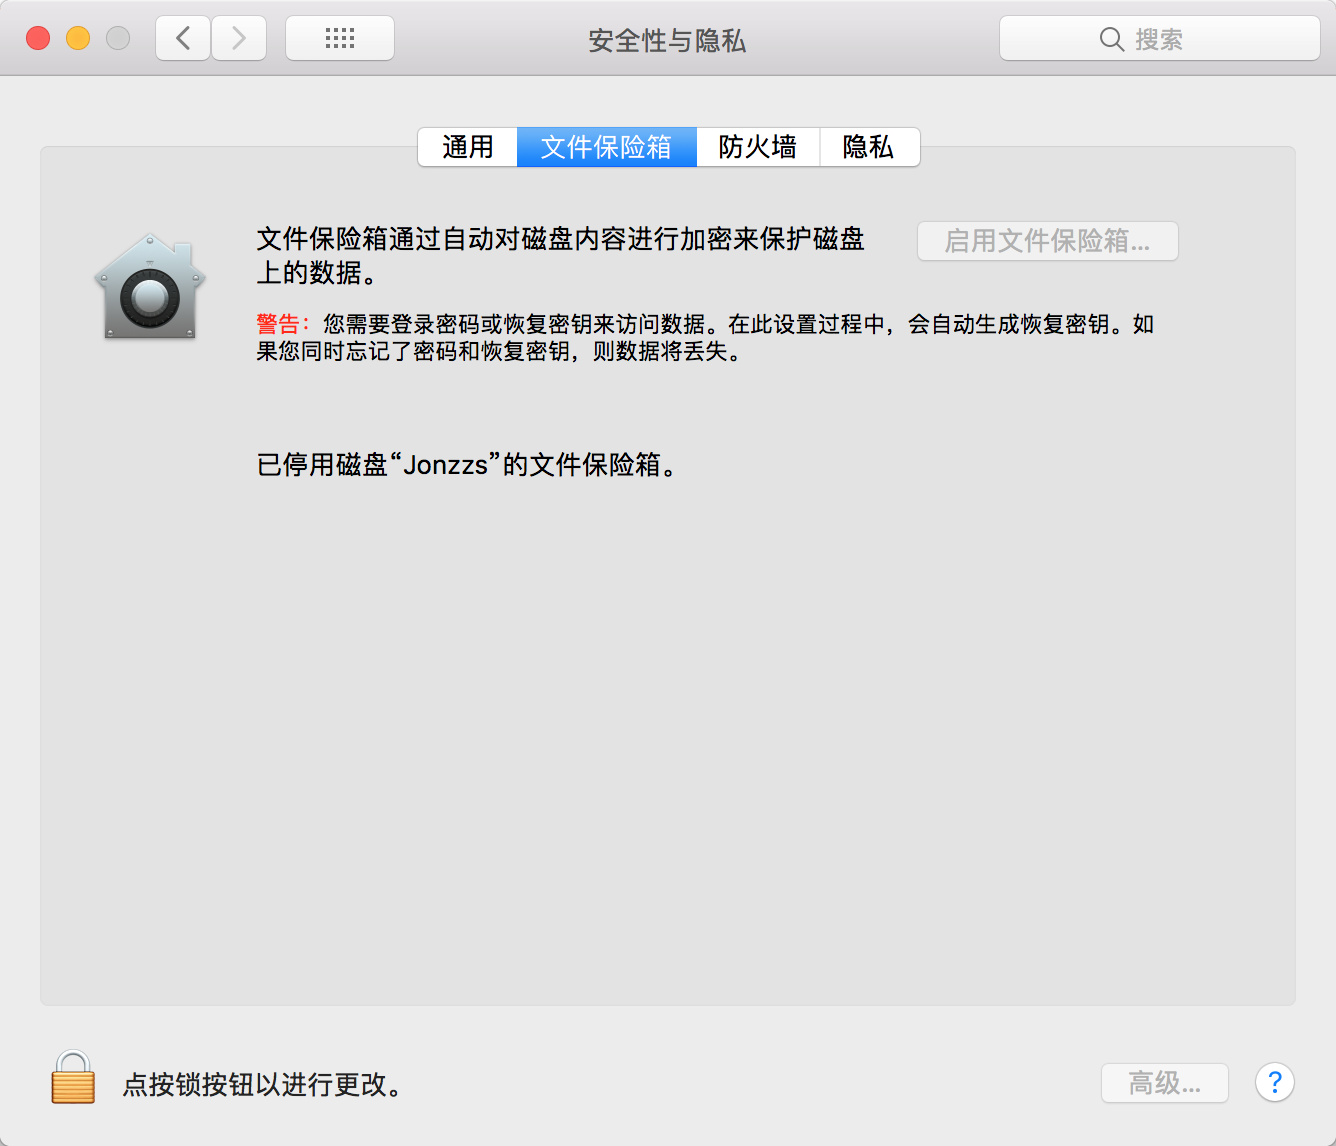 安全性与隐私
搜索
通用
文件保险箱
防火墙
隐私
文件保险箱通过自动对磁盘内容进行加密来保护磁盘
上的数据。
启用文件保险箱...
警告：您需要登录密码或恢复密钥来访问数据。在此设置过程中，会自动生成恢复密钥。如
果您同时忘记了密码和恢复密钥，则数据将丢失。
已停用磁盘“Jonzzs”的文件保险箱。
点按锁按钮以进行更改。
高级...
?